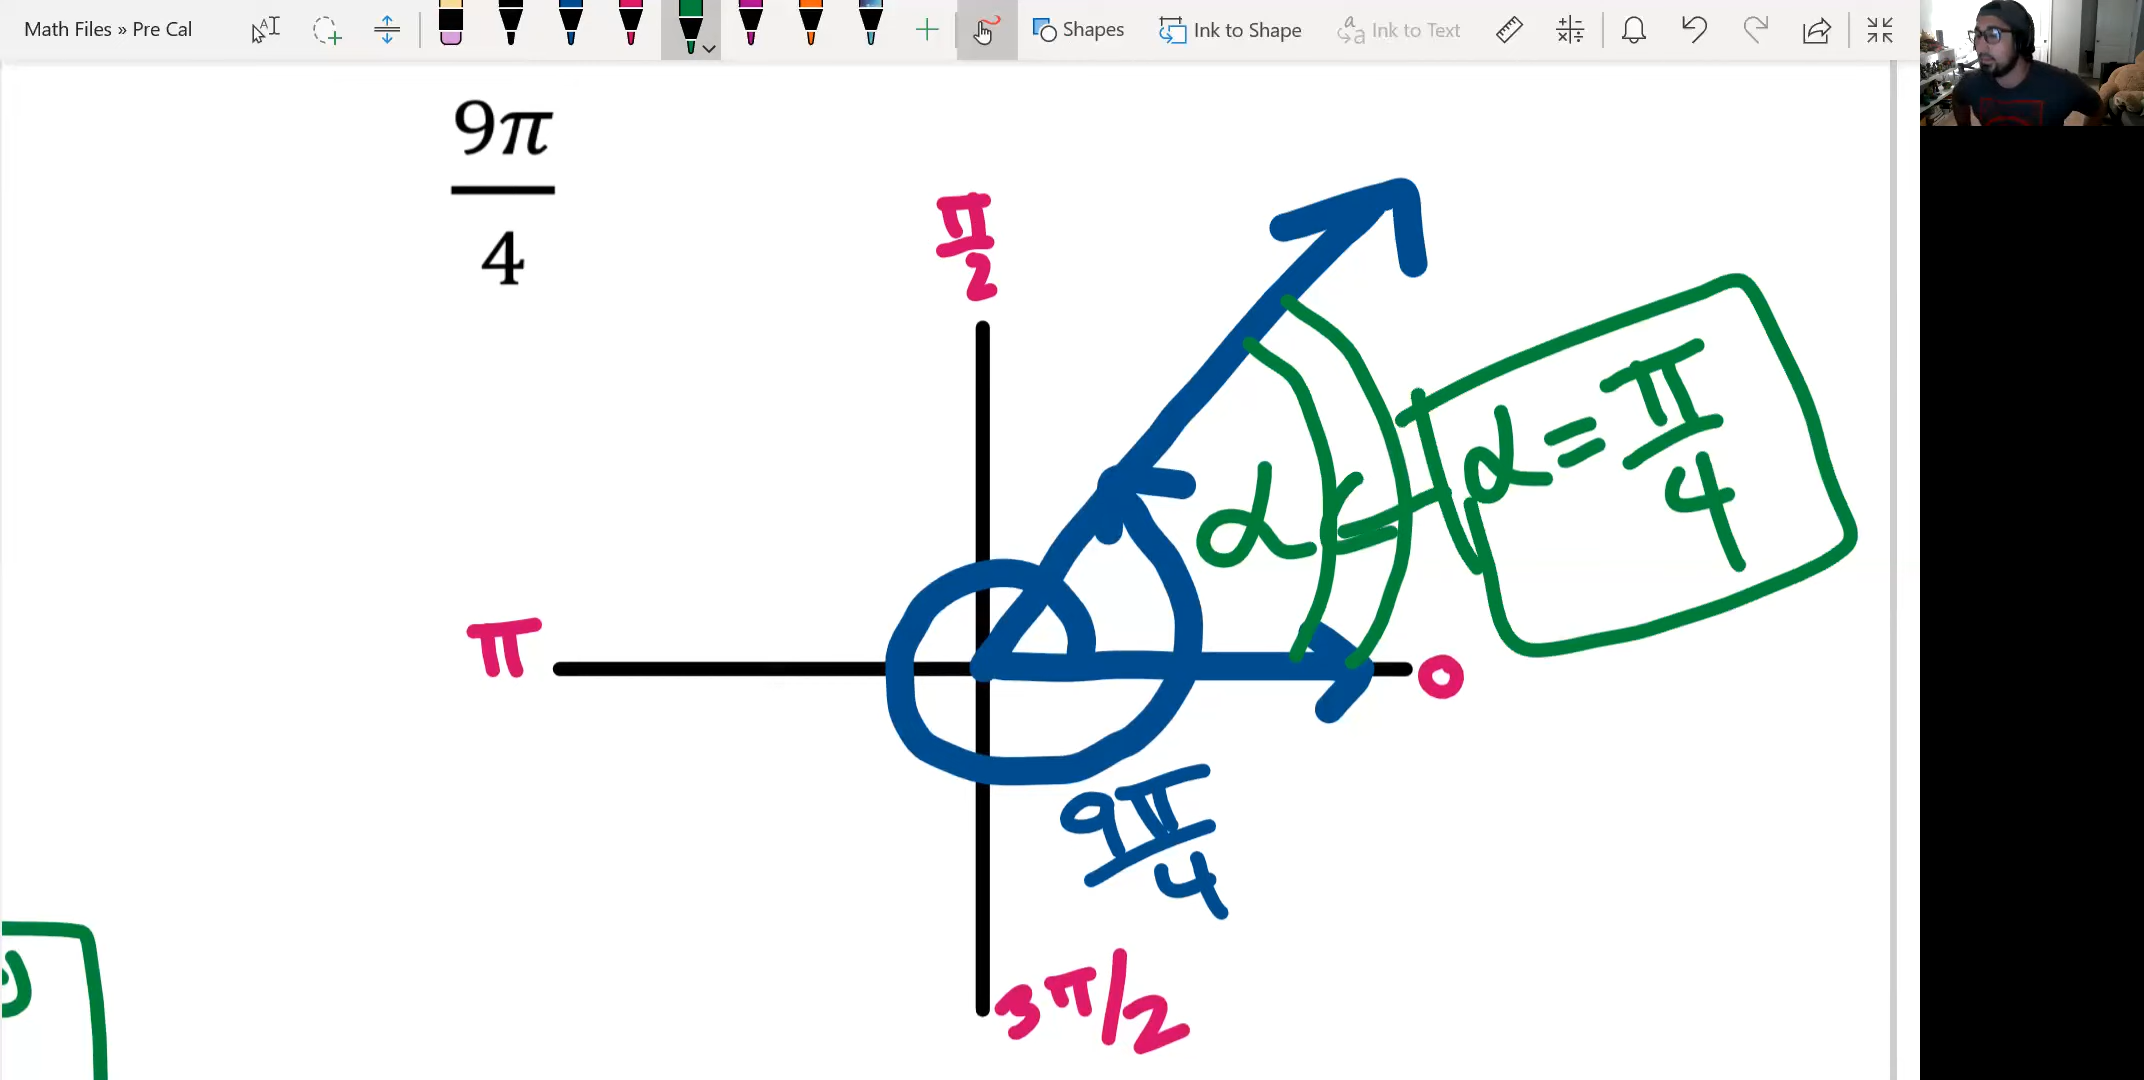 Math Files » Pre Cal
Shapes
Ink to Shape
Ink to Text
9π
4
π
2
α = π
4
α
π
0
9π
4
3π/2